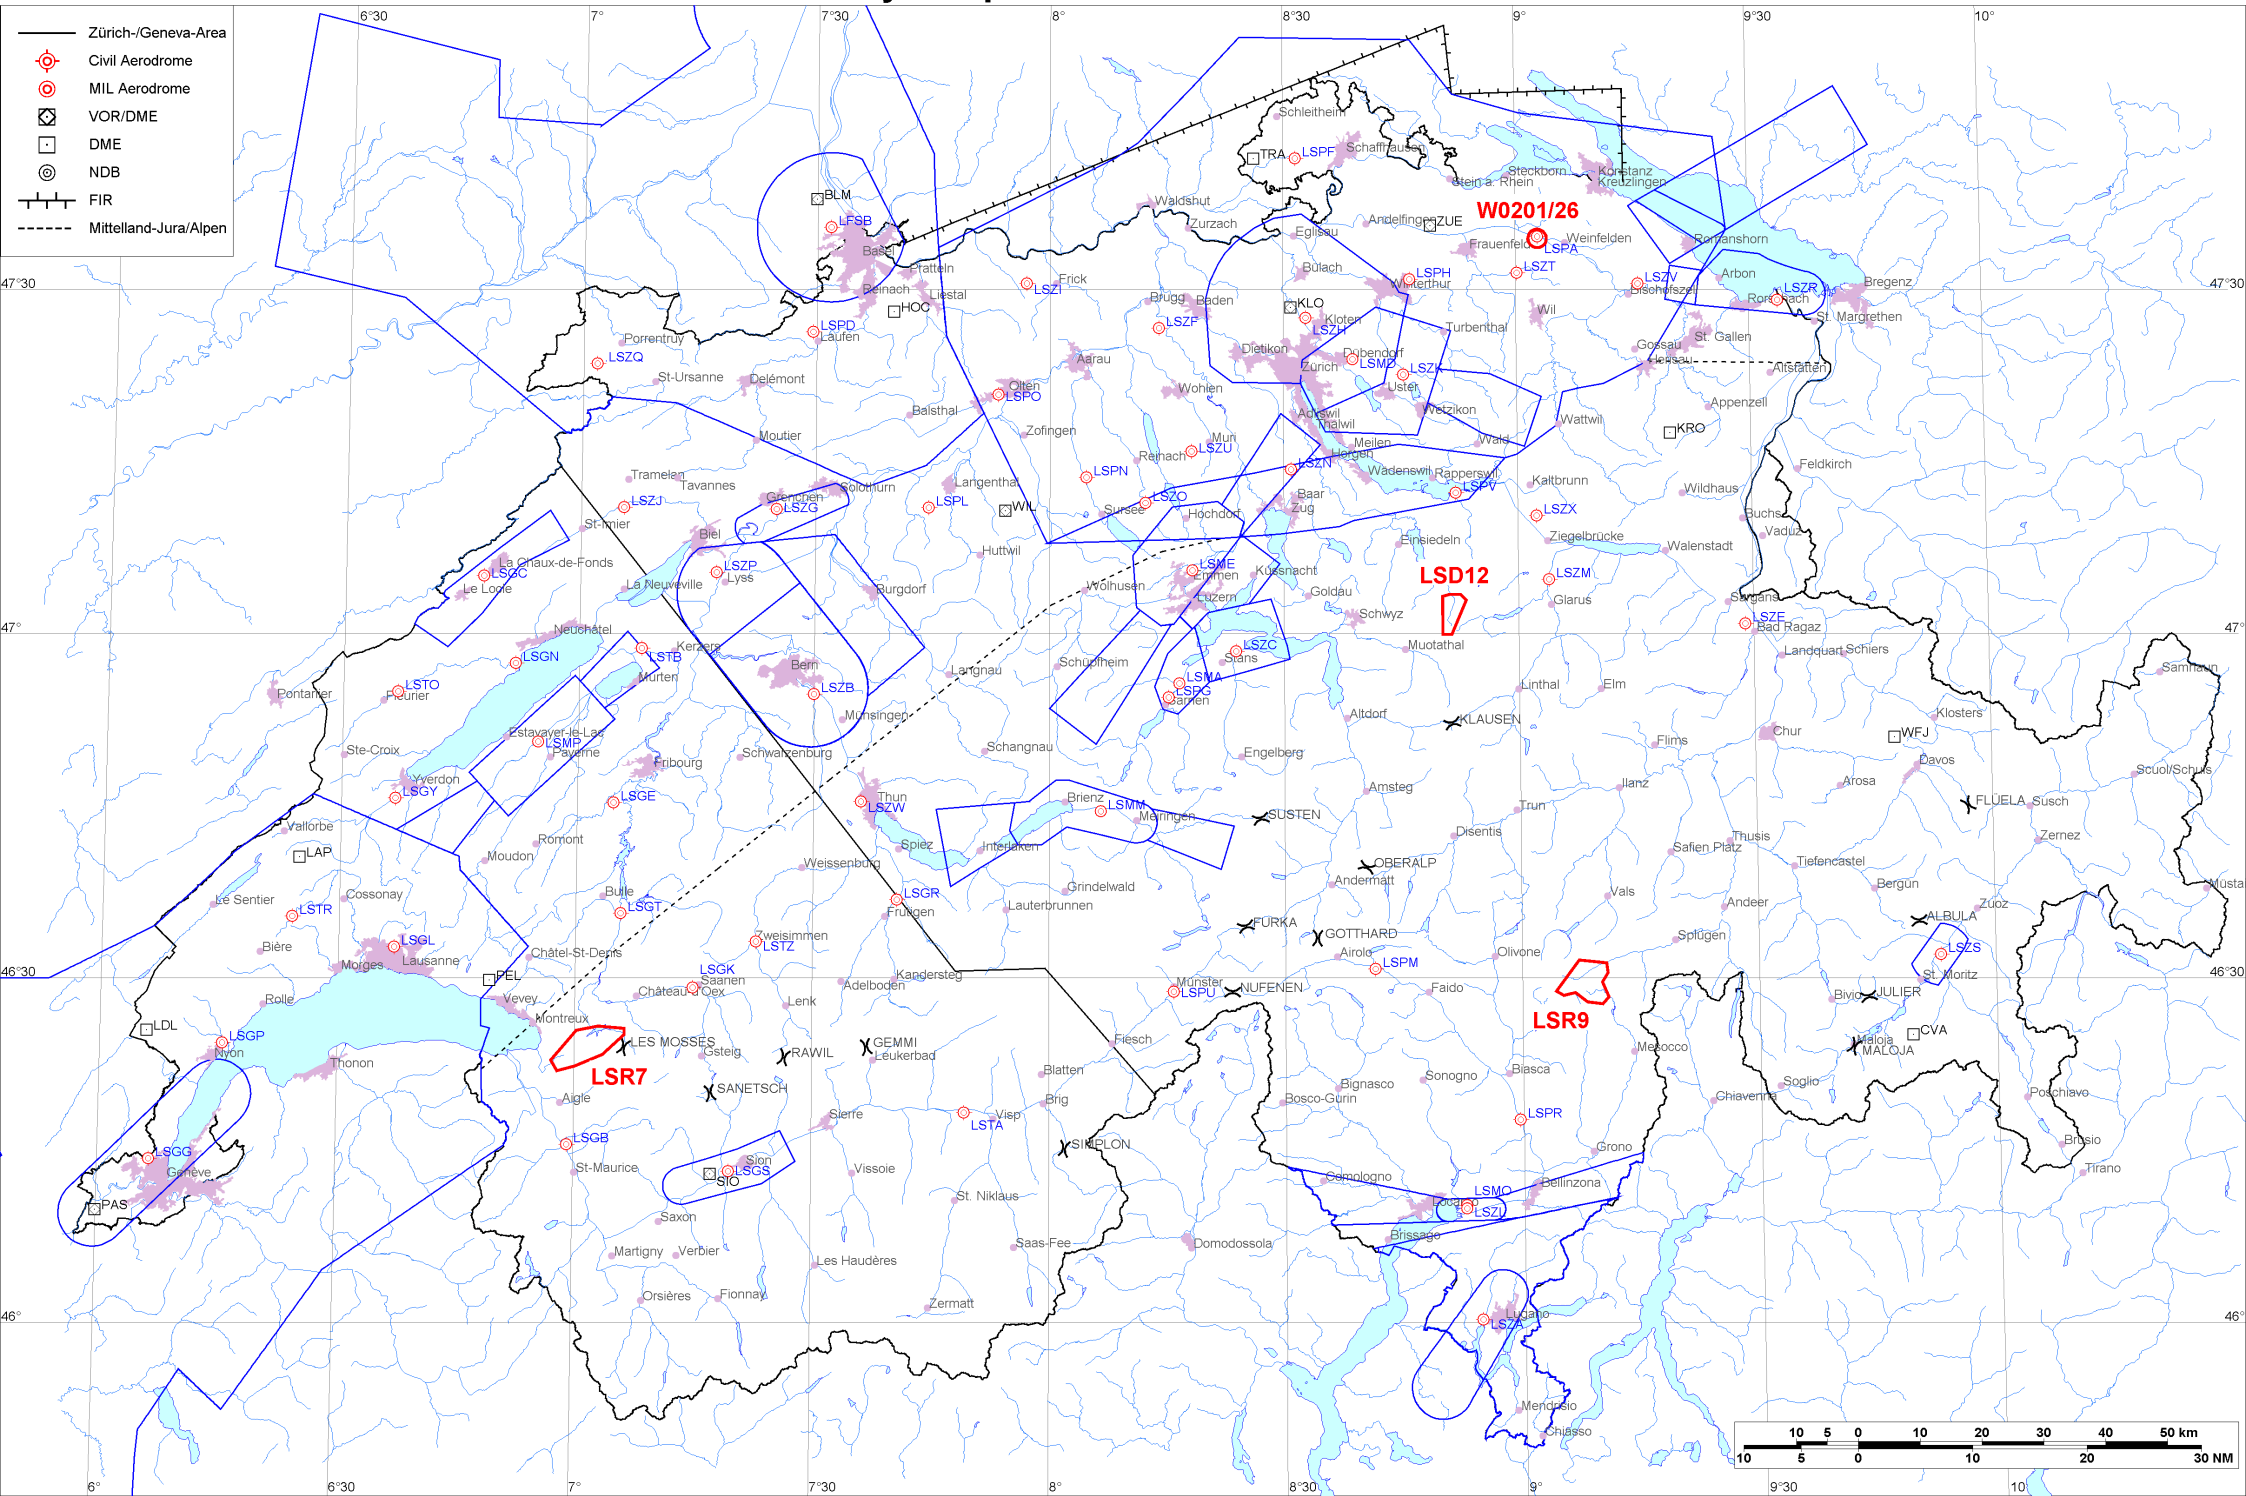 6°30
7°
7°30
8°
8°30
9°
9°30
10°
Zürich-/Geneva-Area
Civil Aerodrome
MIL Aerodrome
VOR/DME
DME
NDB
FIR
Mittelland-Jura/Alpen
Schleitheim
TRA
LSPF
Schaffhausen
Steckborn
Konstanz
Stein a. Rhein
Kreuzlingen
BLM
Waldshut
W0201/26
LFSB
Zurzach
Eglisau
Andelfingen
ZUE
Basel
Frauenfeld
LSPA
Weinfelden
Romanshorn
Pratteln
Bülach
LSPH
LSZT
Arbon
47°30
Reinach
Liestal
LSZI
Frick
Winterthur
LSZV
Bischofszell
LSZR
Bregenz
47°30
HOC
Brugg
Baden
KLO
Rorschach
LSPD
Laufen
LSZF
Kloten
LSZH
Wil
St. Margrethen
Porrentruy
Turbenthal
St. Gallen
LSZQ
Aarau
Dietikon
Dübendorf
LSMD
Gossau
Herisau
St-Ursanne
Delémont
Zürich
LSZK
Altstätten
Olten
LSPO
Wohlen
Uster
Balsthal
Adliswil
Wetzikon
Appenzell
Thalwil
Wattwil
Moutier
Zofingen
Muri
Meilen
Wald
KRO
LSZU
Horgen
Reinach
LSZN
Wädenswil
Rapperswil
Feldkirch
Tramelan
Tavannes
LSPN
Langenthal
Solothurn
Kaltbrunn
Wildhaus
Grenchen
LSZJ
LSZG
LSPL
WIL
LSZO
Sursee
Hochdorf
Baar
Zug
LSPV
LSZX
Buchs
St-Imier
Biel
Vaduz
Huttwil
Einsiedeln
Ziegelbrücke
Walenstadt
La Chaux-de-Fonds
LSGC
LSZP
Lyss
LSME
Emmen
Küssnacht
LSD12
LSZM
Le Locle
La Neuveville
Burgdorf
Wolhusen
Luzern
Goldau
Glarus
Sargans
Schwyz
LSZE
Bad Ragaz
47°
Neuchâtel
Kerzers
LSZC
Stans
Muotathal
47°
LSGN
LSTB
Bern
Langnau
Schüpfheim
Landquart
Schiers
Samnaun
Pontarlier
LSTO
Fleurier
Murten
LSZB
LSMA
LSPG
Sarnen
Linthal
Elm
Münsingen
Altdorf
KLAUSEN
Klosters
Estavayer-le-Lac
LSMP
Payerne
Ste-Croix
Schwarzenburg
Schangnau
Engelberg
Flims
Chur
WFJ
Fribourg
Davos
Yverdon
LSGY
LSGE
Thun
LSZW
Brienz
LSMM
Meiringen
Amsteg
Ilanz
Arosa
Scuol/Schuls
SUSTEN
Trun
FLÜELA
Susch
Vallorbe
Romont
Disentis
Thusis
Zernez
LAP
Moudon
Spiez
Interlaken
Safien Platz
Weissenburg
OBERALP
Tiefencastel
Cossonay
Bulle
LSGR
Grindelwald
Andermatt
Vals
Bergün
Müstair
Le Sentier
LSTR
LSGT
Frutigen
Lauterbrunnen
FURKA
GOTTHARD
Andeer
ALBULA
Zuoz
Bière
LSGL
Zweisimmen
LSTZ
Châtel-St-Denis
Airolo
Olivone
Splügen
LSZS
Morges
Lausanne
LSPM
46°30
PEL
LSGK
Saanen
Kandersteg
Münster
LSPU
NUFENEN
Faido
St. Moritz
46°30
Rolle
Vevey
Château-d'Oex
Lenk
Adelboden
LSR9
Bivio
JULIER
Montreux
LDL
LSGP
Nyon
LES MOSSES
Gsteig
RAWIL
GEMMI
Leukerbad
Fiesch
Mesocco
CVA
Maloja
MALOJA
Thonon
LSR7
SANETSCH
Blatten
Bignasco
Sonogno
Biasca
Soglio
Aigle
Brig
Bosco-Gurin
Chiavenna
Poschiavo
Sierre
Visp
LSTA
LSPR
LSGB
SIMPLON
Brusio
LSGG
Genève
St-Maurice
Sion
LSGS
SIO
Vissoie
Comologno
Grono
Tirano
PAS
St. Niklaus
LSMO
Locarno
LSZL
Bellinzona
Saxon
Brissago
Martigny
Verbier
Les Haudères
Saas-Fee
Domodossola
Orsières
Fionnay
Zermatt
46°
Lugano
LSZA
46°
Mendrisio
Chiasso
10 5 0 10 20 30 40 50 km
10 5 0 10 20 30 NM
6°
6°30
7°
7°30
8°
8°30
9°
9°30
10°